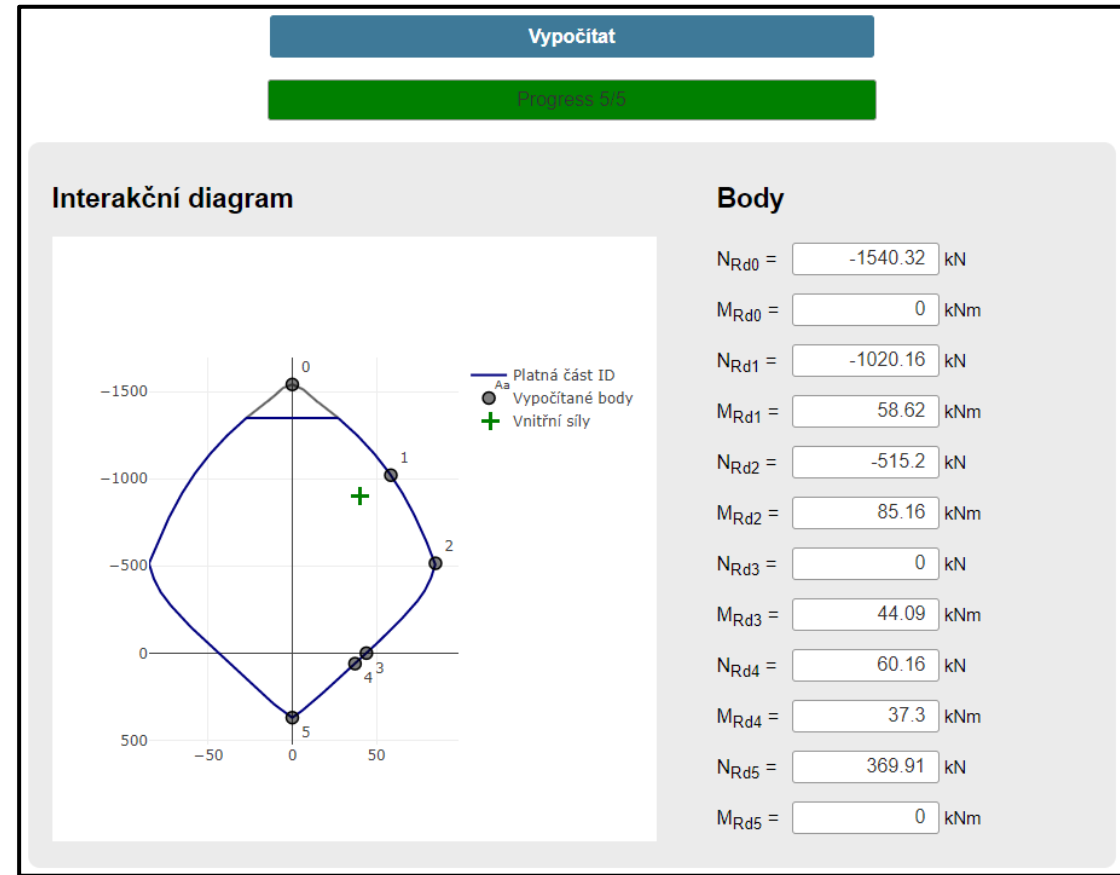 Vypočítat
Progress 5/5
Interakční diagram
Body
0
1
2
3
4
5
−1500
−1000
−500
0
500
−50
0
50
Platná část ID
Aa
Vypočítané body
Vnitřní síly
NRd0 = -1540.32 kN
MRd0 = 0 kNm
NRd1 = -1020.16 kN
MRd1 = 58.62 kNm
NRd2 = -515.2 kN
MRd2 = 85.16 kNm
NRd3 = 0 kN
MRd3 = 44.09 kNm
NRd4 = 60.16 kN
MRd4 = 37.3 kNm
NRd5 = 369.91 kN
MRd5 = 0 kNm